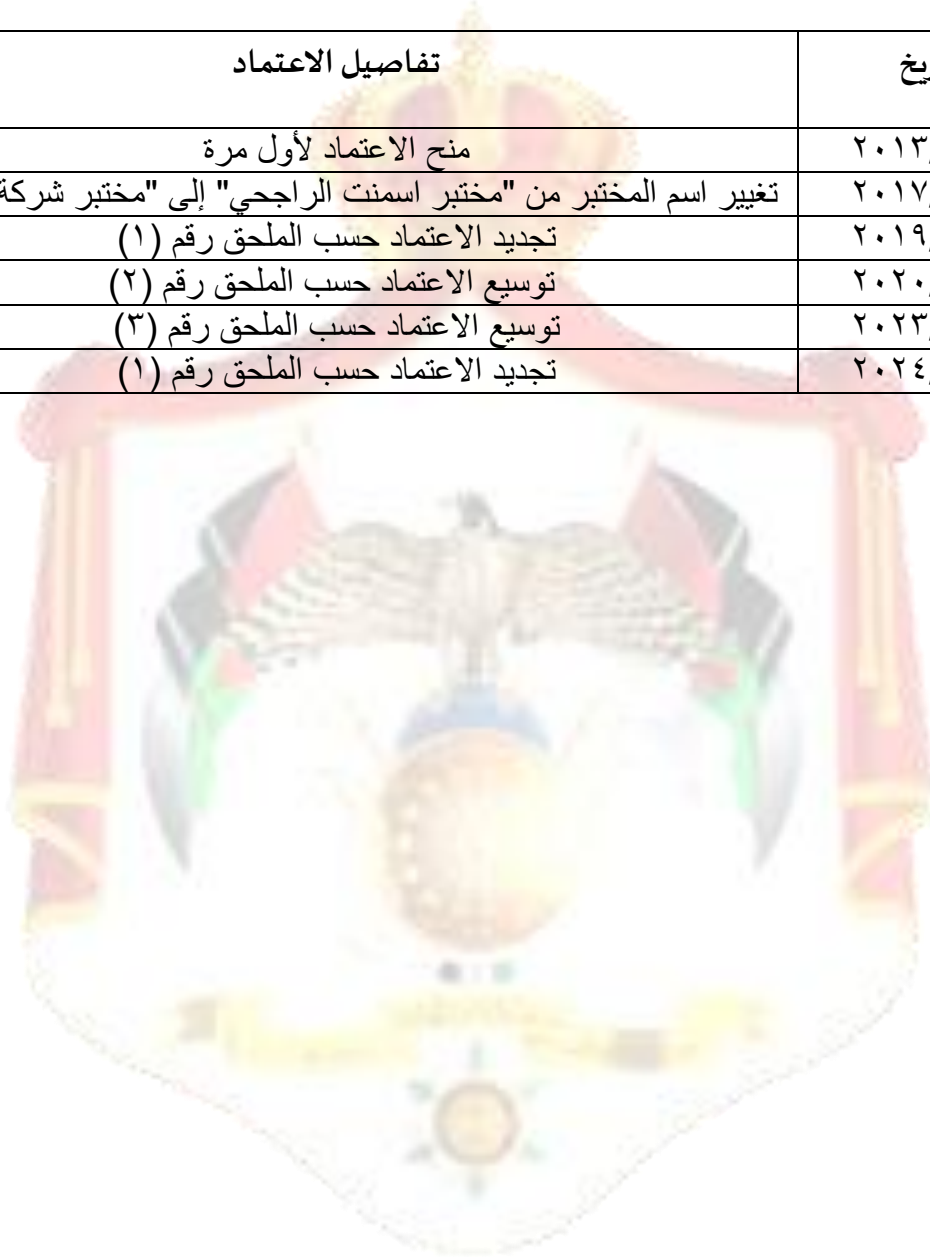 تفاصيل الاعتماد
٢٠١٣ منح الاعتماد لأول مرة
٢٠١٧ تغيير اسم المختبر من "مختبر اسمنت الراجحي" إلى "مختبر شركة
٢٠١٩ تجديد الاعتماد حسب الملحق رقم (١)
٢٠٢٠ توسيع الاعتماد حسب الملحق رقم (٢)
٢٠٢٣ توسيع الاعتماد حسب الملحق رقم (٣)
٢٠٢٤ تجديد الاعتماد حسب الملحق رقم (١)